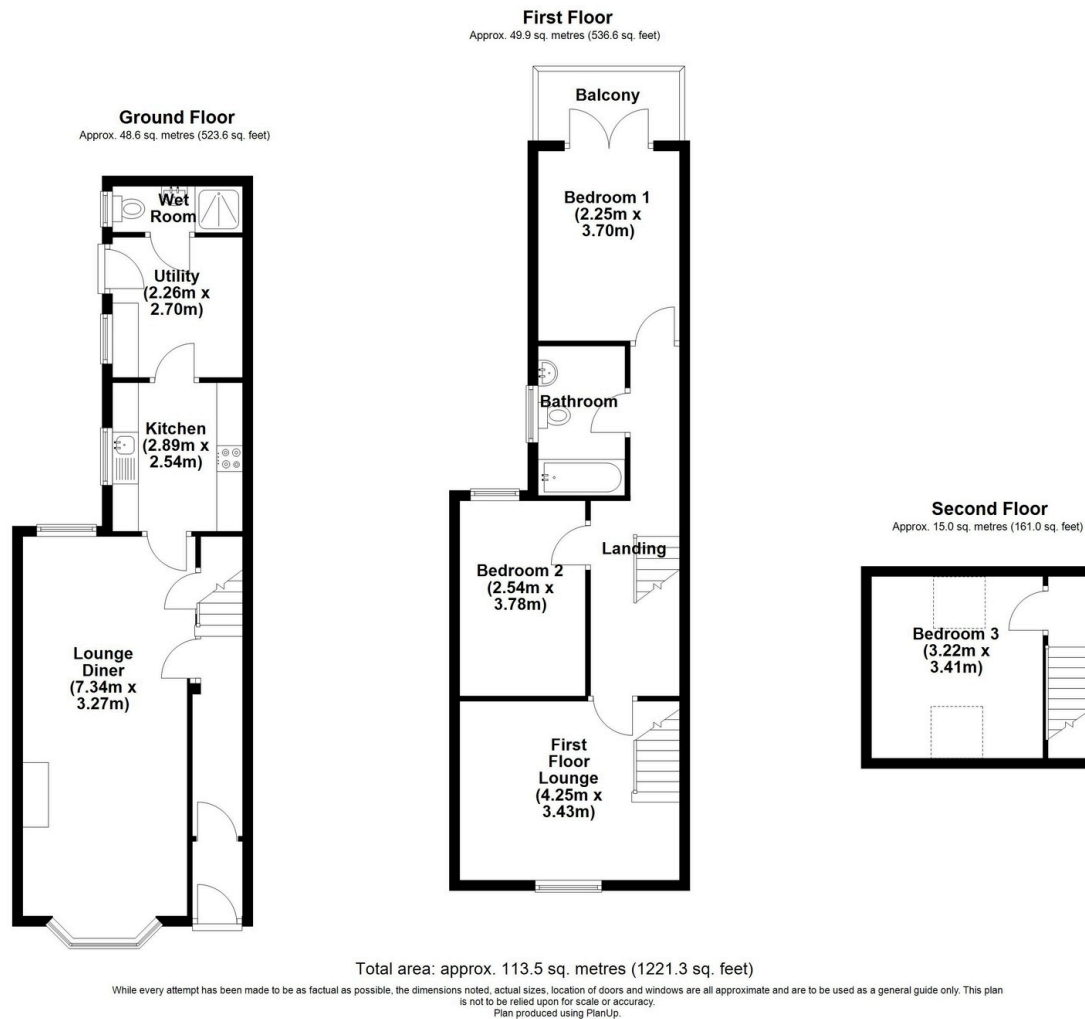 First Floor
Approx. 49.9 sq. metres (536.6 sq. feet)
Balcony
Bedroom 1
(2.25m x
3.70m)
Bathroom
Landing
Bedroom 2
(2.54m x
3.78m)
First
Floor
Lounge
(4.25m x
3.43m)
Ground Floor
Approx. 48.6 sq. metres (523.6 sq. feet)
Wet
Room
Utility
(2.26m x
2.70m)
Kitchen
(2.89m x
2.54m)
Lounge
Diner
(7.34m x
3.27m)
Second Floor
Approx. 15.0 sq. metres (161.0 sq. feet)
Bedroom 3
(3.22m x
3.41m)
Total area: approx. 113.5 sq. metres (1221.3 sq. feet)
While every attempt has been made to be as factual as possible, the dimensions noted, actual sizes, location of doors and windows are all approximate and are to be used as a general guide only. This plan
is not to be relied upon for scale or accuracy.
Plan produced using PlanUp.